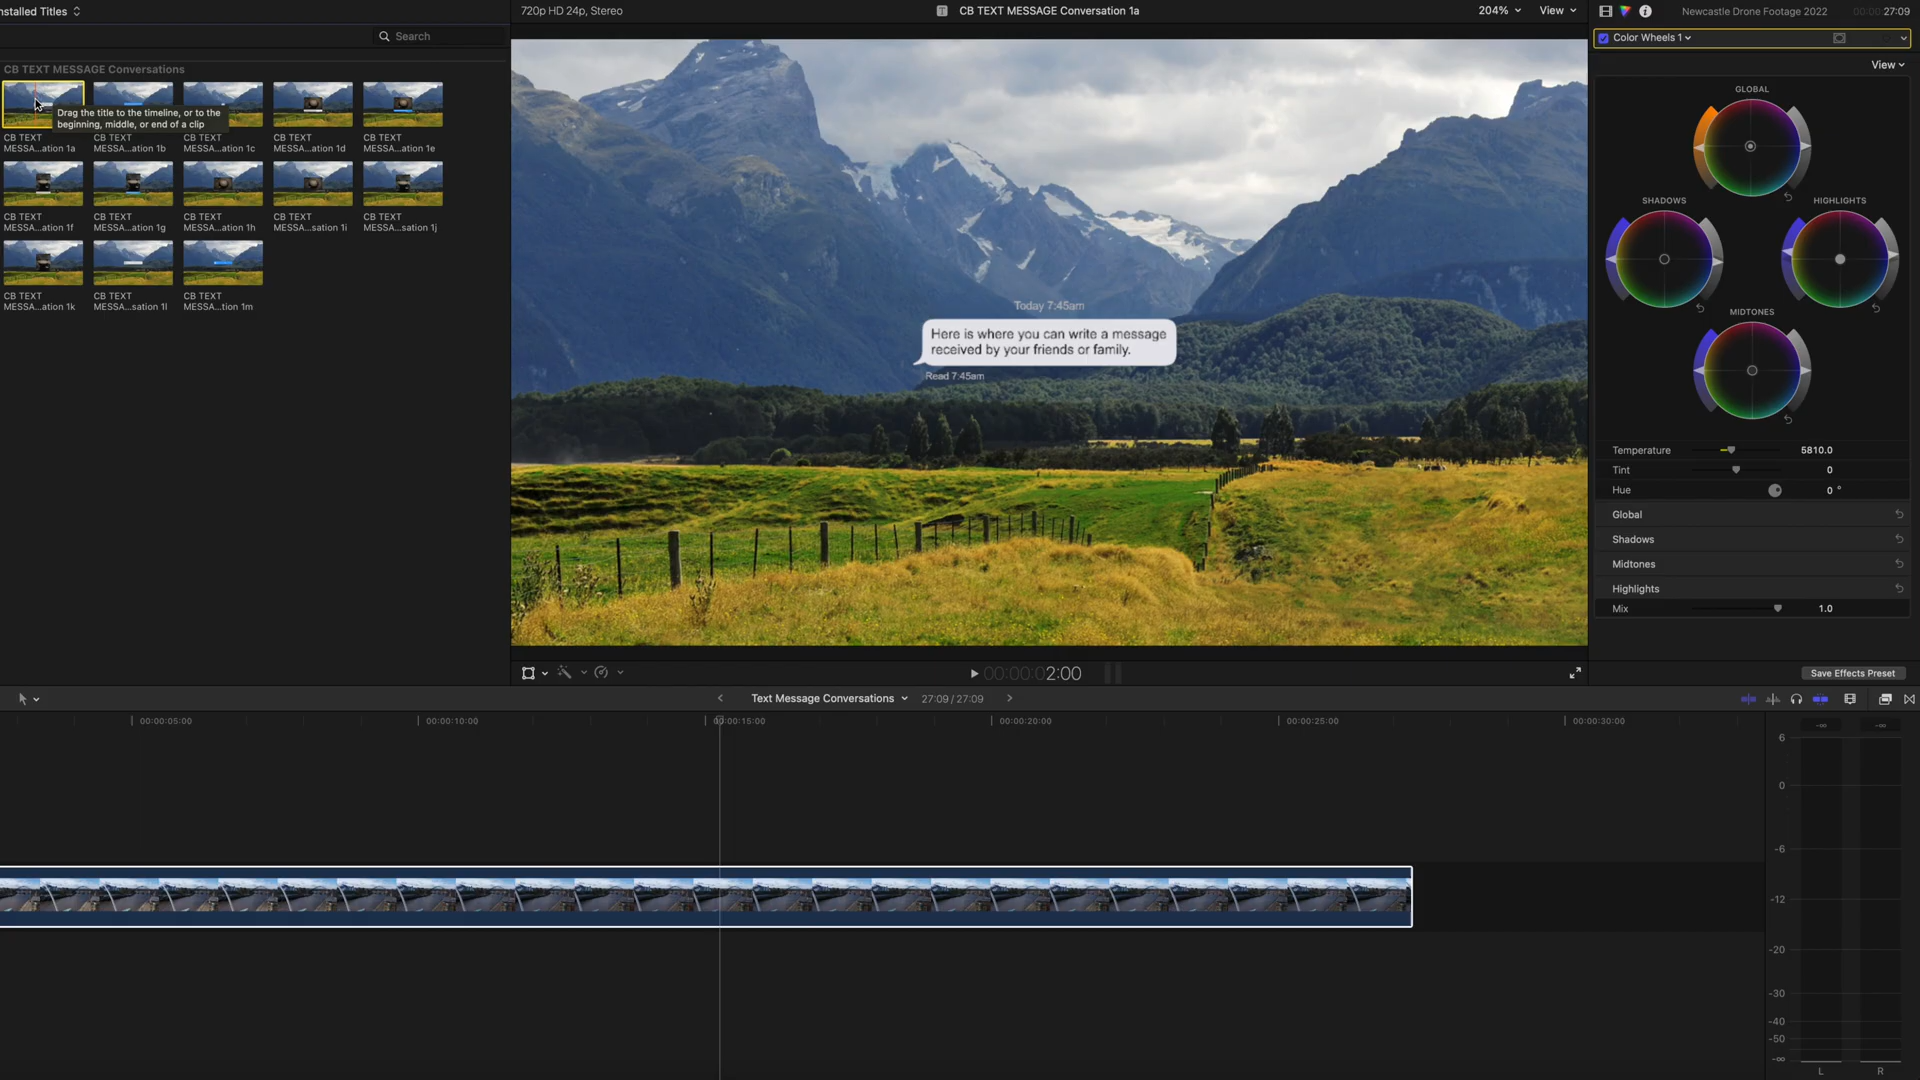 nstalled Titles
720p HD 24p, Stereo
CB TEXT MESSAGE Conversation 1a
204%
View
Newcastle Drone Footage 2022
00:00:27:09
Search
Color Wheels 1
View
CB TEXT MESSAGE Conversations
Drag the title to the timeline, or to the
beginning, middle, or end of a clip
CB TEXT
MESSA...ation 1a
CB TEXT
MESSA...ation 1b
CB TEXT
MESSA...ation 1c
CB TEXT
MESSA...ation 1d
CB TEXT
MESSA...ation 1e
CB TEXT
MESSA...ation 1f
CB TEXT
MESSA...ation 1g
CB TEXT
MESSA...ation 1h
CB TEXT
MESSA...sation 1i
CB TEXT
MESSA...sation 1j
CB TEXT
MESSA...ation 1k
CB TEXT
MESSA...sation 1l
CB TEXT
MESSA...tion 1m
Today 7:45am
Here is where you can write a message
received by your friends or family.
Read 7:45am
GLOBAL
SHADOWS
HIGHLIGHTS
MIDTONES
Temperature
5810.0
Tint
0
Hue
0 °
Global
Shadows
Midtones
Highlights
Mix
1.0
00:00:02:00
Save Effects Preset
Text Message Conversations
27:09 / 27:09
00:00:05:00
00:00:10:00
00:00:15:00
00:00:20:00
00:00:25:00
00:00:30:00
-∞
-∞
6
0
-6
-12
-20
-30
-40
-50
-∞
L
R